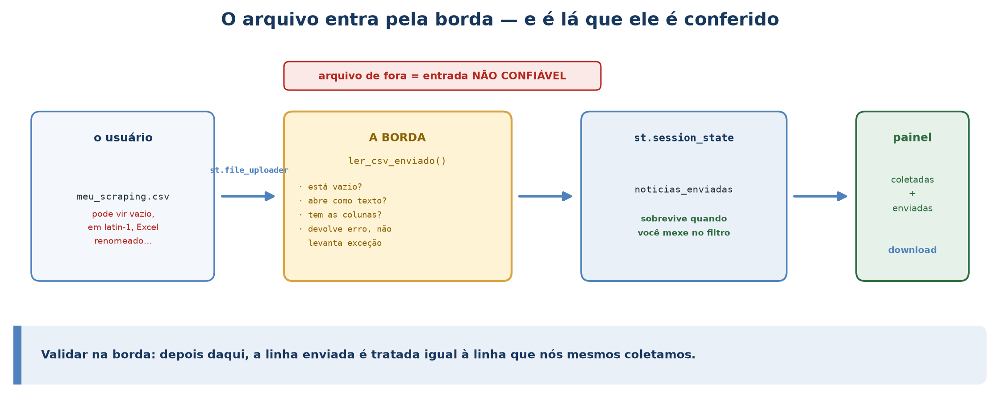 O arquivo entra pela borda — e é lá que ele é conferido
arquivo de fora = entrada NÃO CONFIÁVEL
o usuário
meu_scraping.csv
pode vir vazio,
em latin-1, Excel
renomeado…
st.file_uploader
A BORDA
ler_csv_enviado()
· está vazio?
· abre como texto?
· tem as colunas?
· devolve erro, não
levanta exceção
st.session_state
noticias_enviadas
sobrevive quando
você mexe no filtro
painel
coletadas
+
enviadas
download
Validar na borda: depois daqui, a linha enviada é tratada igual à linha que nós mesmos coletamos.